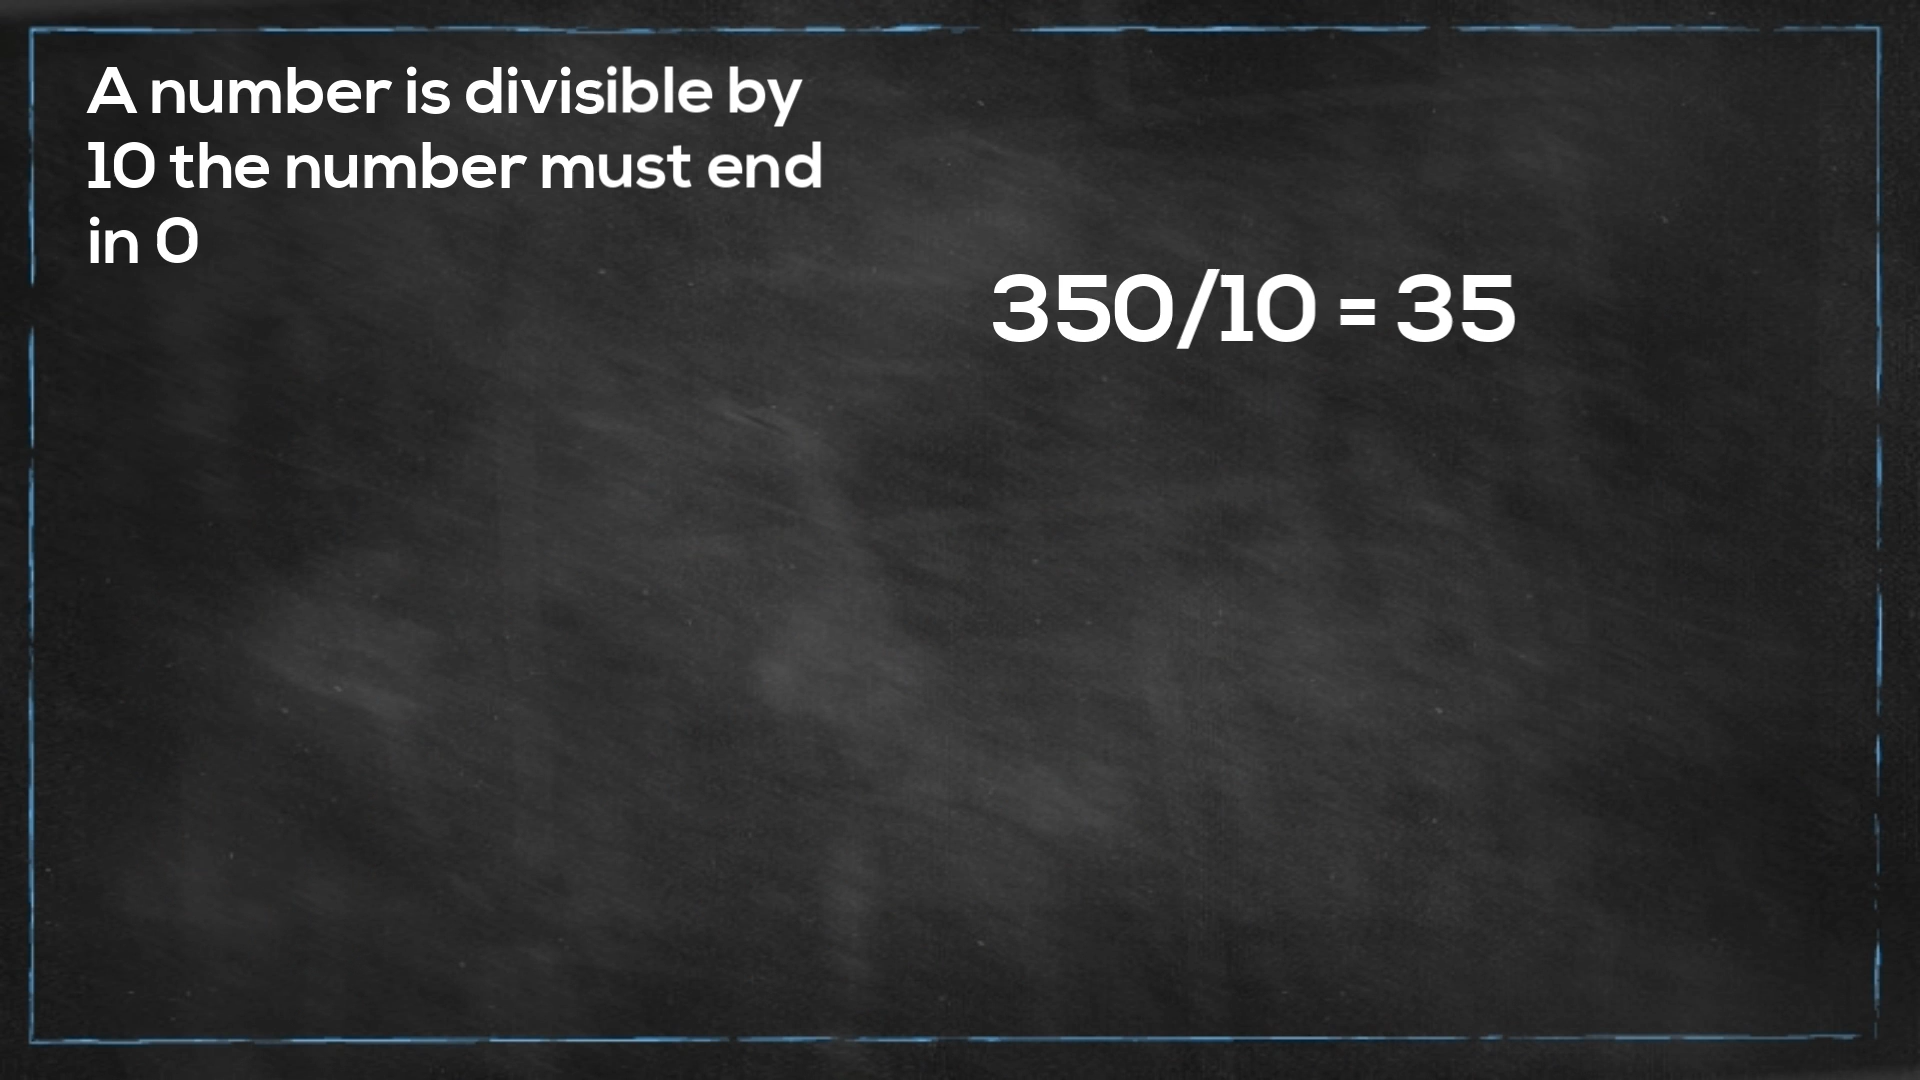 A number is divisible by
10 the number must end
in 0
350/10 = 35